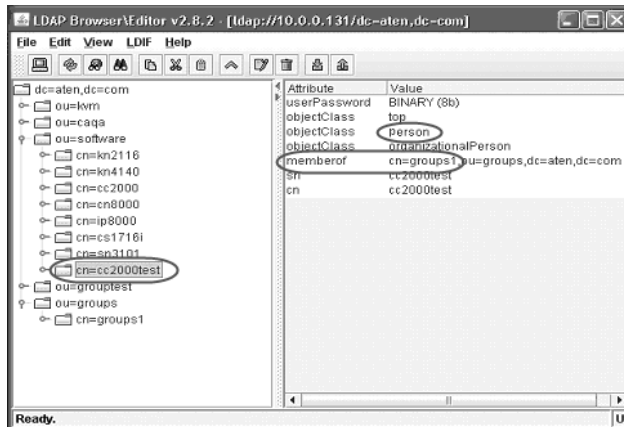 LDAP Browser\Editor v2.8.2 - [ldap://10.0.0.131/dc=aten,dc=com]
File Edit View LDIF Help
dc=aten,dc=com
ou=kvm
ou=caqa
ou=software
cn=kn2116
cn=kn4140
cn=cc2000
cn=cn8000
cn=ip8000
cn=cs1716i
cn=sn3101
cn=cc2000test
ou=grouptest
ou=groups
cn=groups1
Attribute Value
userPassword BINARY (8b)
objectClass top
objectClass person
objectClass organizationalPerson
memberof cn=groups1,ou=groups,dc=aten,dc=com
sn cc2000test
cn cc2000test
Ready. U